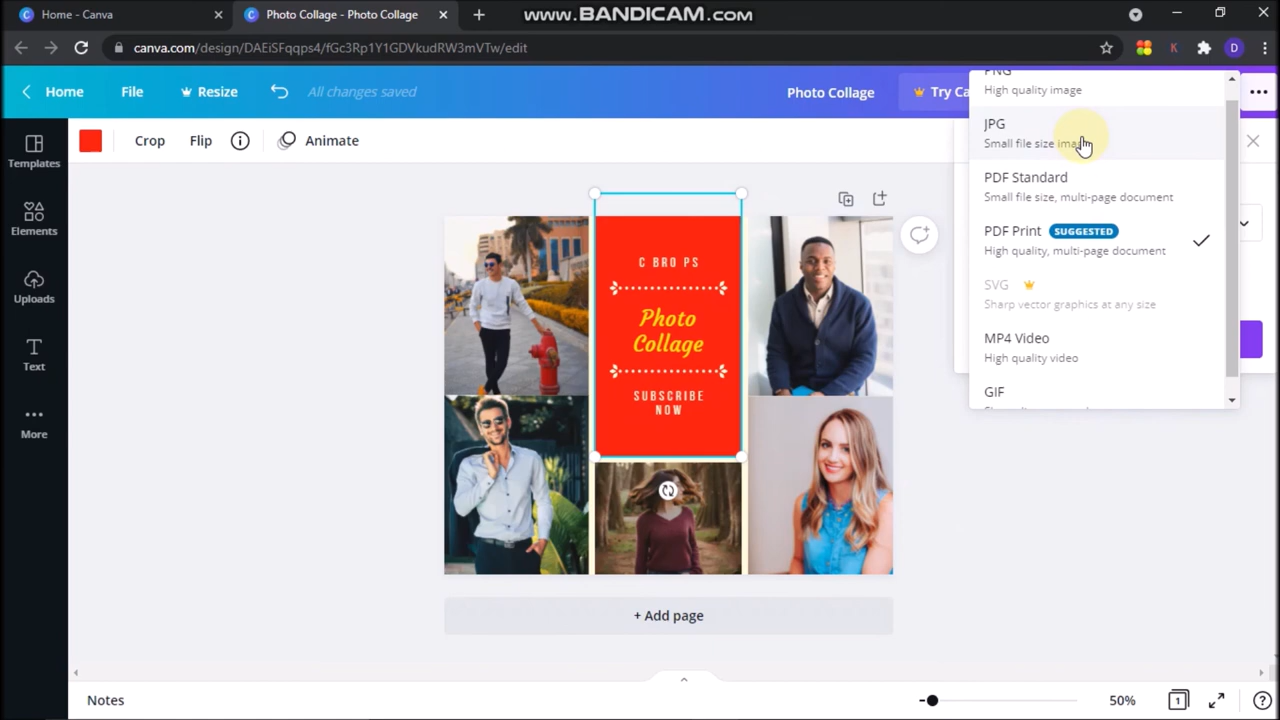 Home - Canva
Photo Collage - Photo Collage
www.BANDICAM.com
canva.com/design/DAEiSFqqps4/fGc3Rp1Y1GDVkudRW3mVTw/edit
K
D
Home
File
Resize
All changes saved
Photo Collage
Try Ca
PNG
High quality image
JPG
Small file size image
PDF Standard
Small file size, multi-page document
PDF Print SUGGESTED
High quality, multi-page document
SVG
Sharp vector graphics at any size
MP4 Video
High quality video
GIF
Crop
Flip
Animate
Templates
Elements
Uploads
Text
More
C BRO PS
Photo
Collage
SUBSCRIBE
NOW
+ Add page
Notes
50%
1